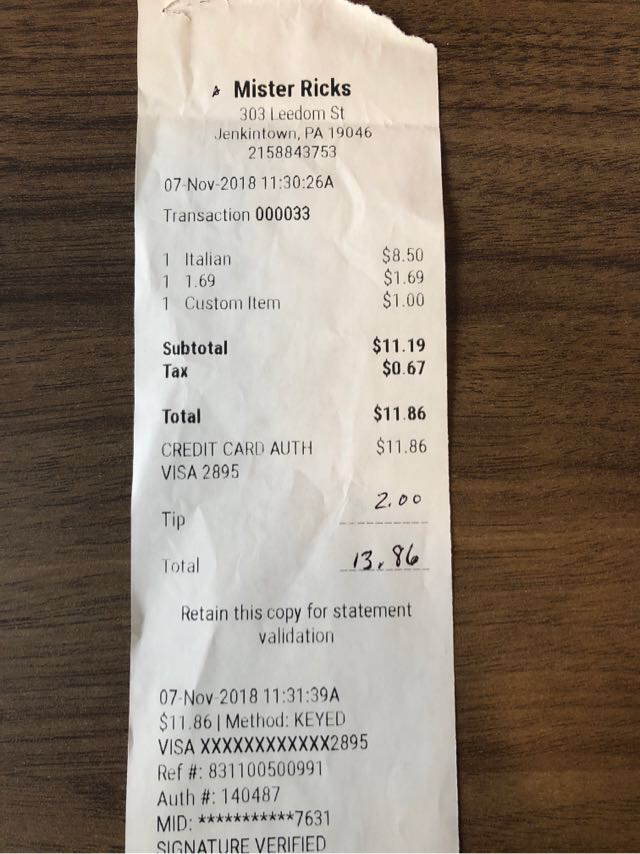 Mister Ricks
303 Leedom St
Jenkintown, PA 19046
2158843753
07-Nov-2018 11:30:26A
Transaction 000033
1 Italian $8.50
1 1.69 $1.69
1 Custom Item $1.00
Subtotal $11.19
Tax $0.67
Total $11.86
CREDIT CARD AUTH $11.86
VISA 2895
Tip 2.00
Total 13.86
Retain this copy for statement
validation
07-Nov-2018 11:31:39A
$11.86 | Method: KEYED
VISA XXXXXXXXXXXX2895
Ref #: 831100500991
Auth #: 140487
MID: ***********7631
SIGNATURE VERIFIED